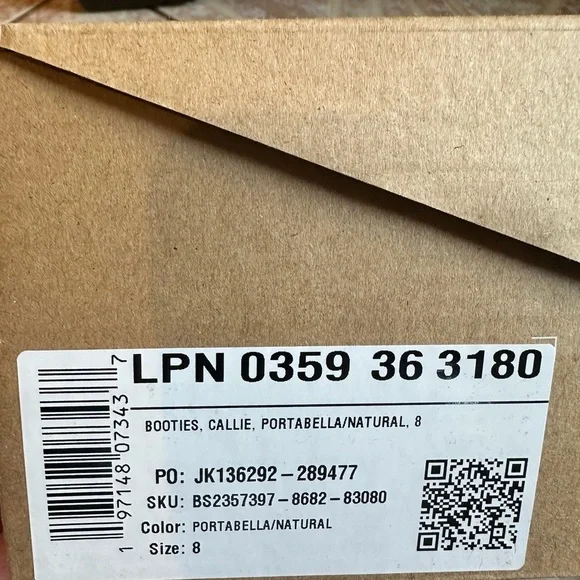 LPN 0359 36 3180
BOOTIES, CALLIE, PORTABELLA/NATURAL, 8
PO: JK136292-289477
SKU: BS2357397-8682-83080
Color: PORTABELLA/NATURAL
Size: 8
1 97148 07343 7